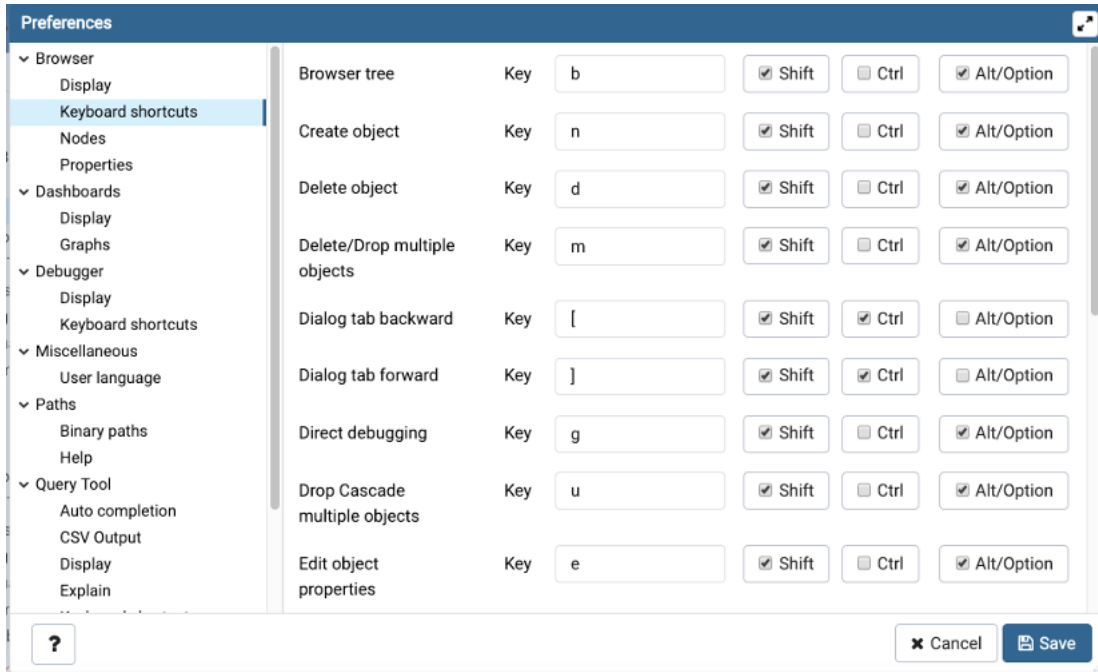 Preferences
Browser
Display
Keyboard shortcuts
Nodes
Properties
Dashboards
Display
Graphs
Debugger
Display
Keyboard shortcuts
Miscellaneous
User language
Paths
Binary paths
Help
Query Tool
Auto completion
CSV Output
Display
Explain
Browser tree Key b Shift Ctrl Alt/Option
Create object Key n Shift Ctrl Alt/Option
Delete object Key d Shift Ctrl Alt/Option
Delete/Drop multiple Key m Shift Ctrl Alt/Option
objects
Dialog tab backward Key [ Shift Ctrl Alt/Option
Dialog tab forward Key ] Shift Ctrl Alt/Option
Direct debugging Key g Shift Ctrl Alt/Option
Drop Cascade Key u Shift Ctrl Alt/Option
multiple objects
Edit object Key e Shift Ctrl Alt/Option
properties
? Cancel Save